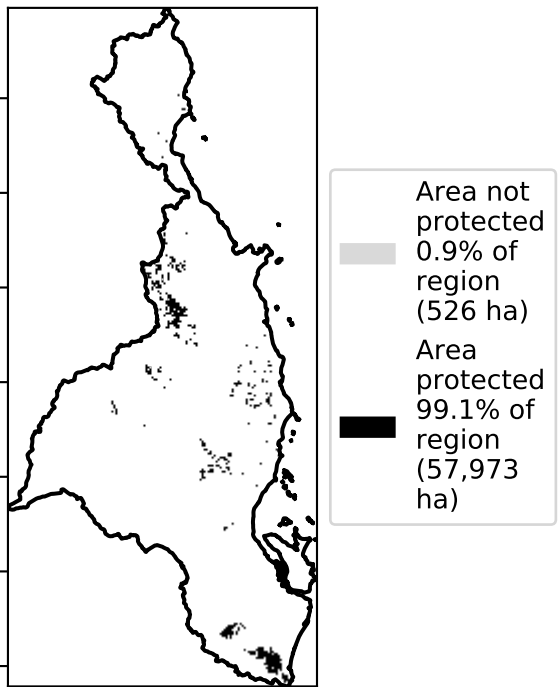 Area not
protected
0.9% of
region
(526 ha)
Area
protected
99.1% of
region
(57,973
ha)